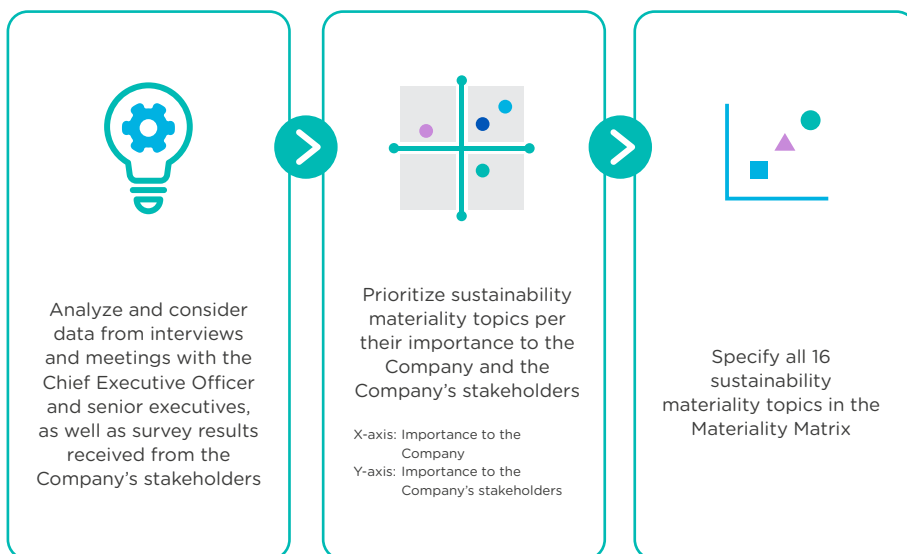 Analyze and consider
data from interviews
and meetings with the
Chief Executive Officer
and senior executives,
as well as survey results
received from the
Company’s stakeholders
Prioritize sustainability
materiality topics per
their importance to the
Company and the
Company’s stakeholders
X-axis: Importance to the
Company
Y-axis: Importance to the
Company’s stakeholders
Specify all 16
sustainability
materiality topics in the
Materiality Matrix